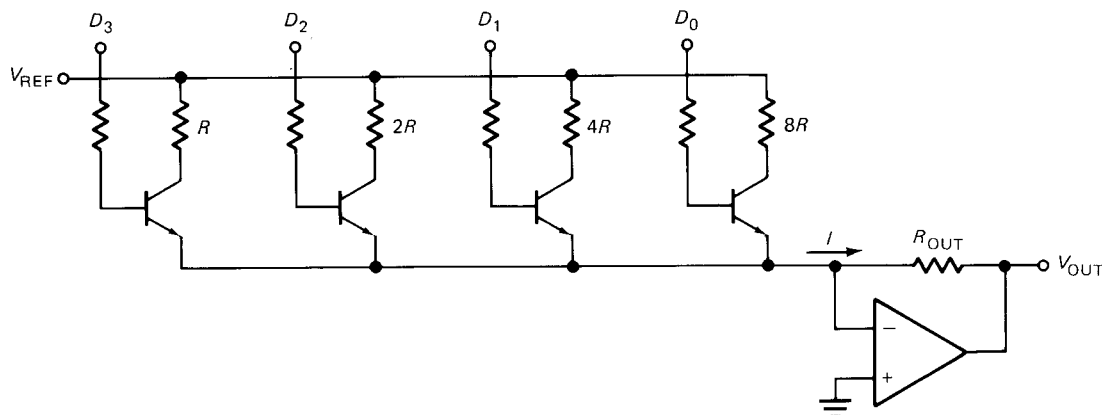 D3 D2 D1 D0
VREF
R 2R 4R 8R
I ROUT
VOUT
−
+